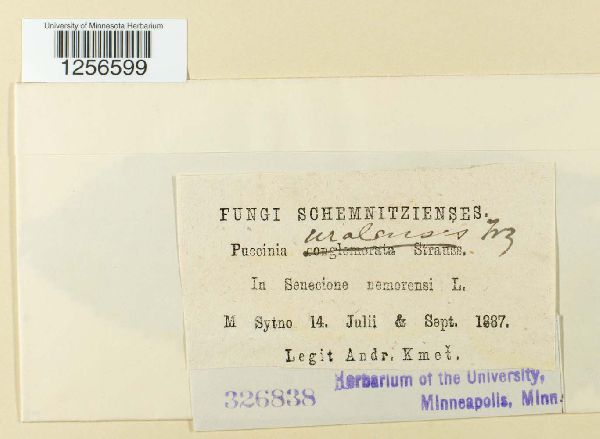 University of Minnesota Herbarium
1256599
FUNGI SCHEMNITZIENSES.
uralensis
Puccinia conglomerata Strauss.
In Senecione nemorensi L.
M Sytno 14. Julii & Sept. 1887.
Legit Andr. Kmeť.
326838
Herbarium of the University,
Minneapolis, Minn.